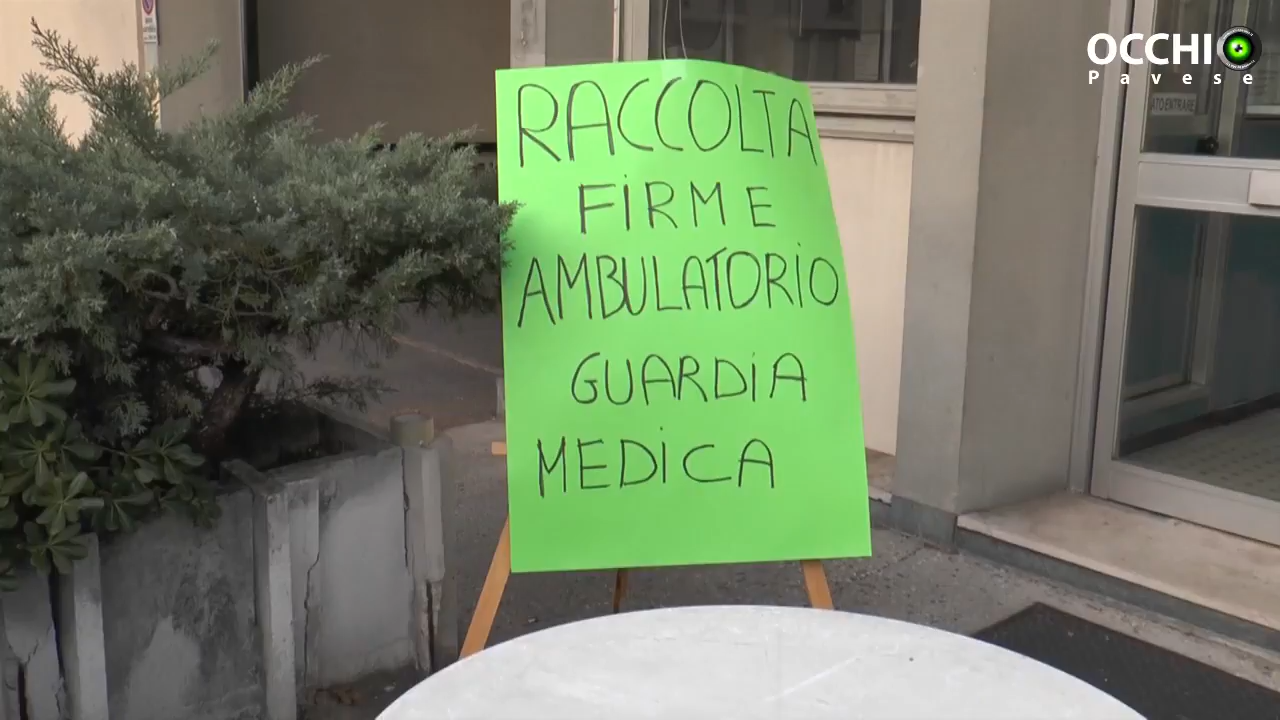 OCCHIO
Pavese
RACCOLTA
FIRME
AMBULATORIO
GUARDIA
MEDICA